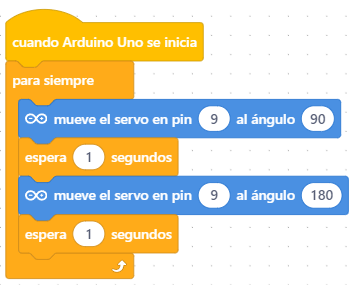 cuando Arduino Uno se inicia
para siempre
mueve el servo en pin 9 al ángulo 90
espera 1 segundos
mueve el servo en pin 9 al ángulo 180
espera 1 segundos